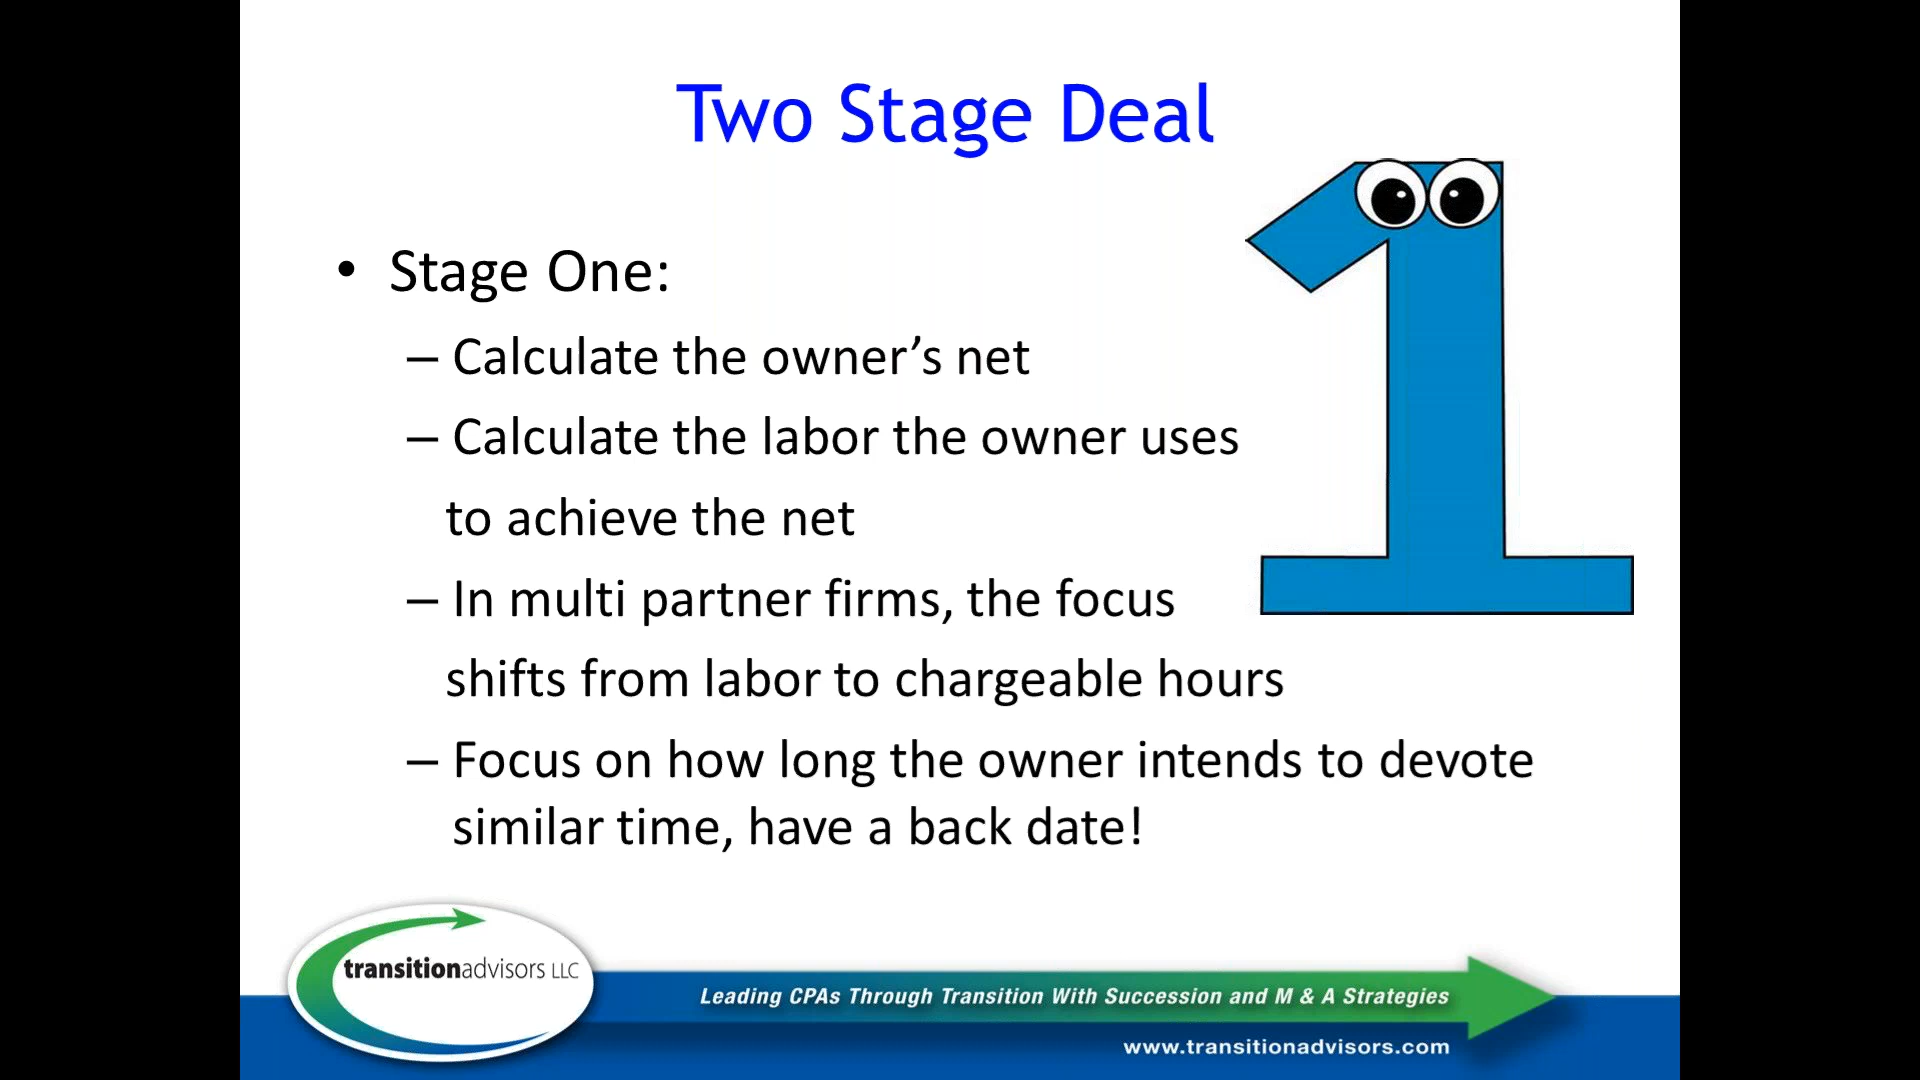 Two Stage Deal
• Stage One:
– Calculate the owner’s net
– Calculate the labor the owner uses
to achieve the net
– In multi partner firms, the focus
shifts from labor to chargeable hours
– Focus on how long the owner intends to devote
similar time, have a back date!
1
transitionadvisors LLC
Leading CPAs Through Transition With Succession and M & A Strategies
www.transitionadvisors.com